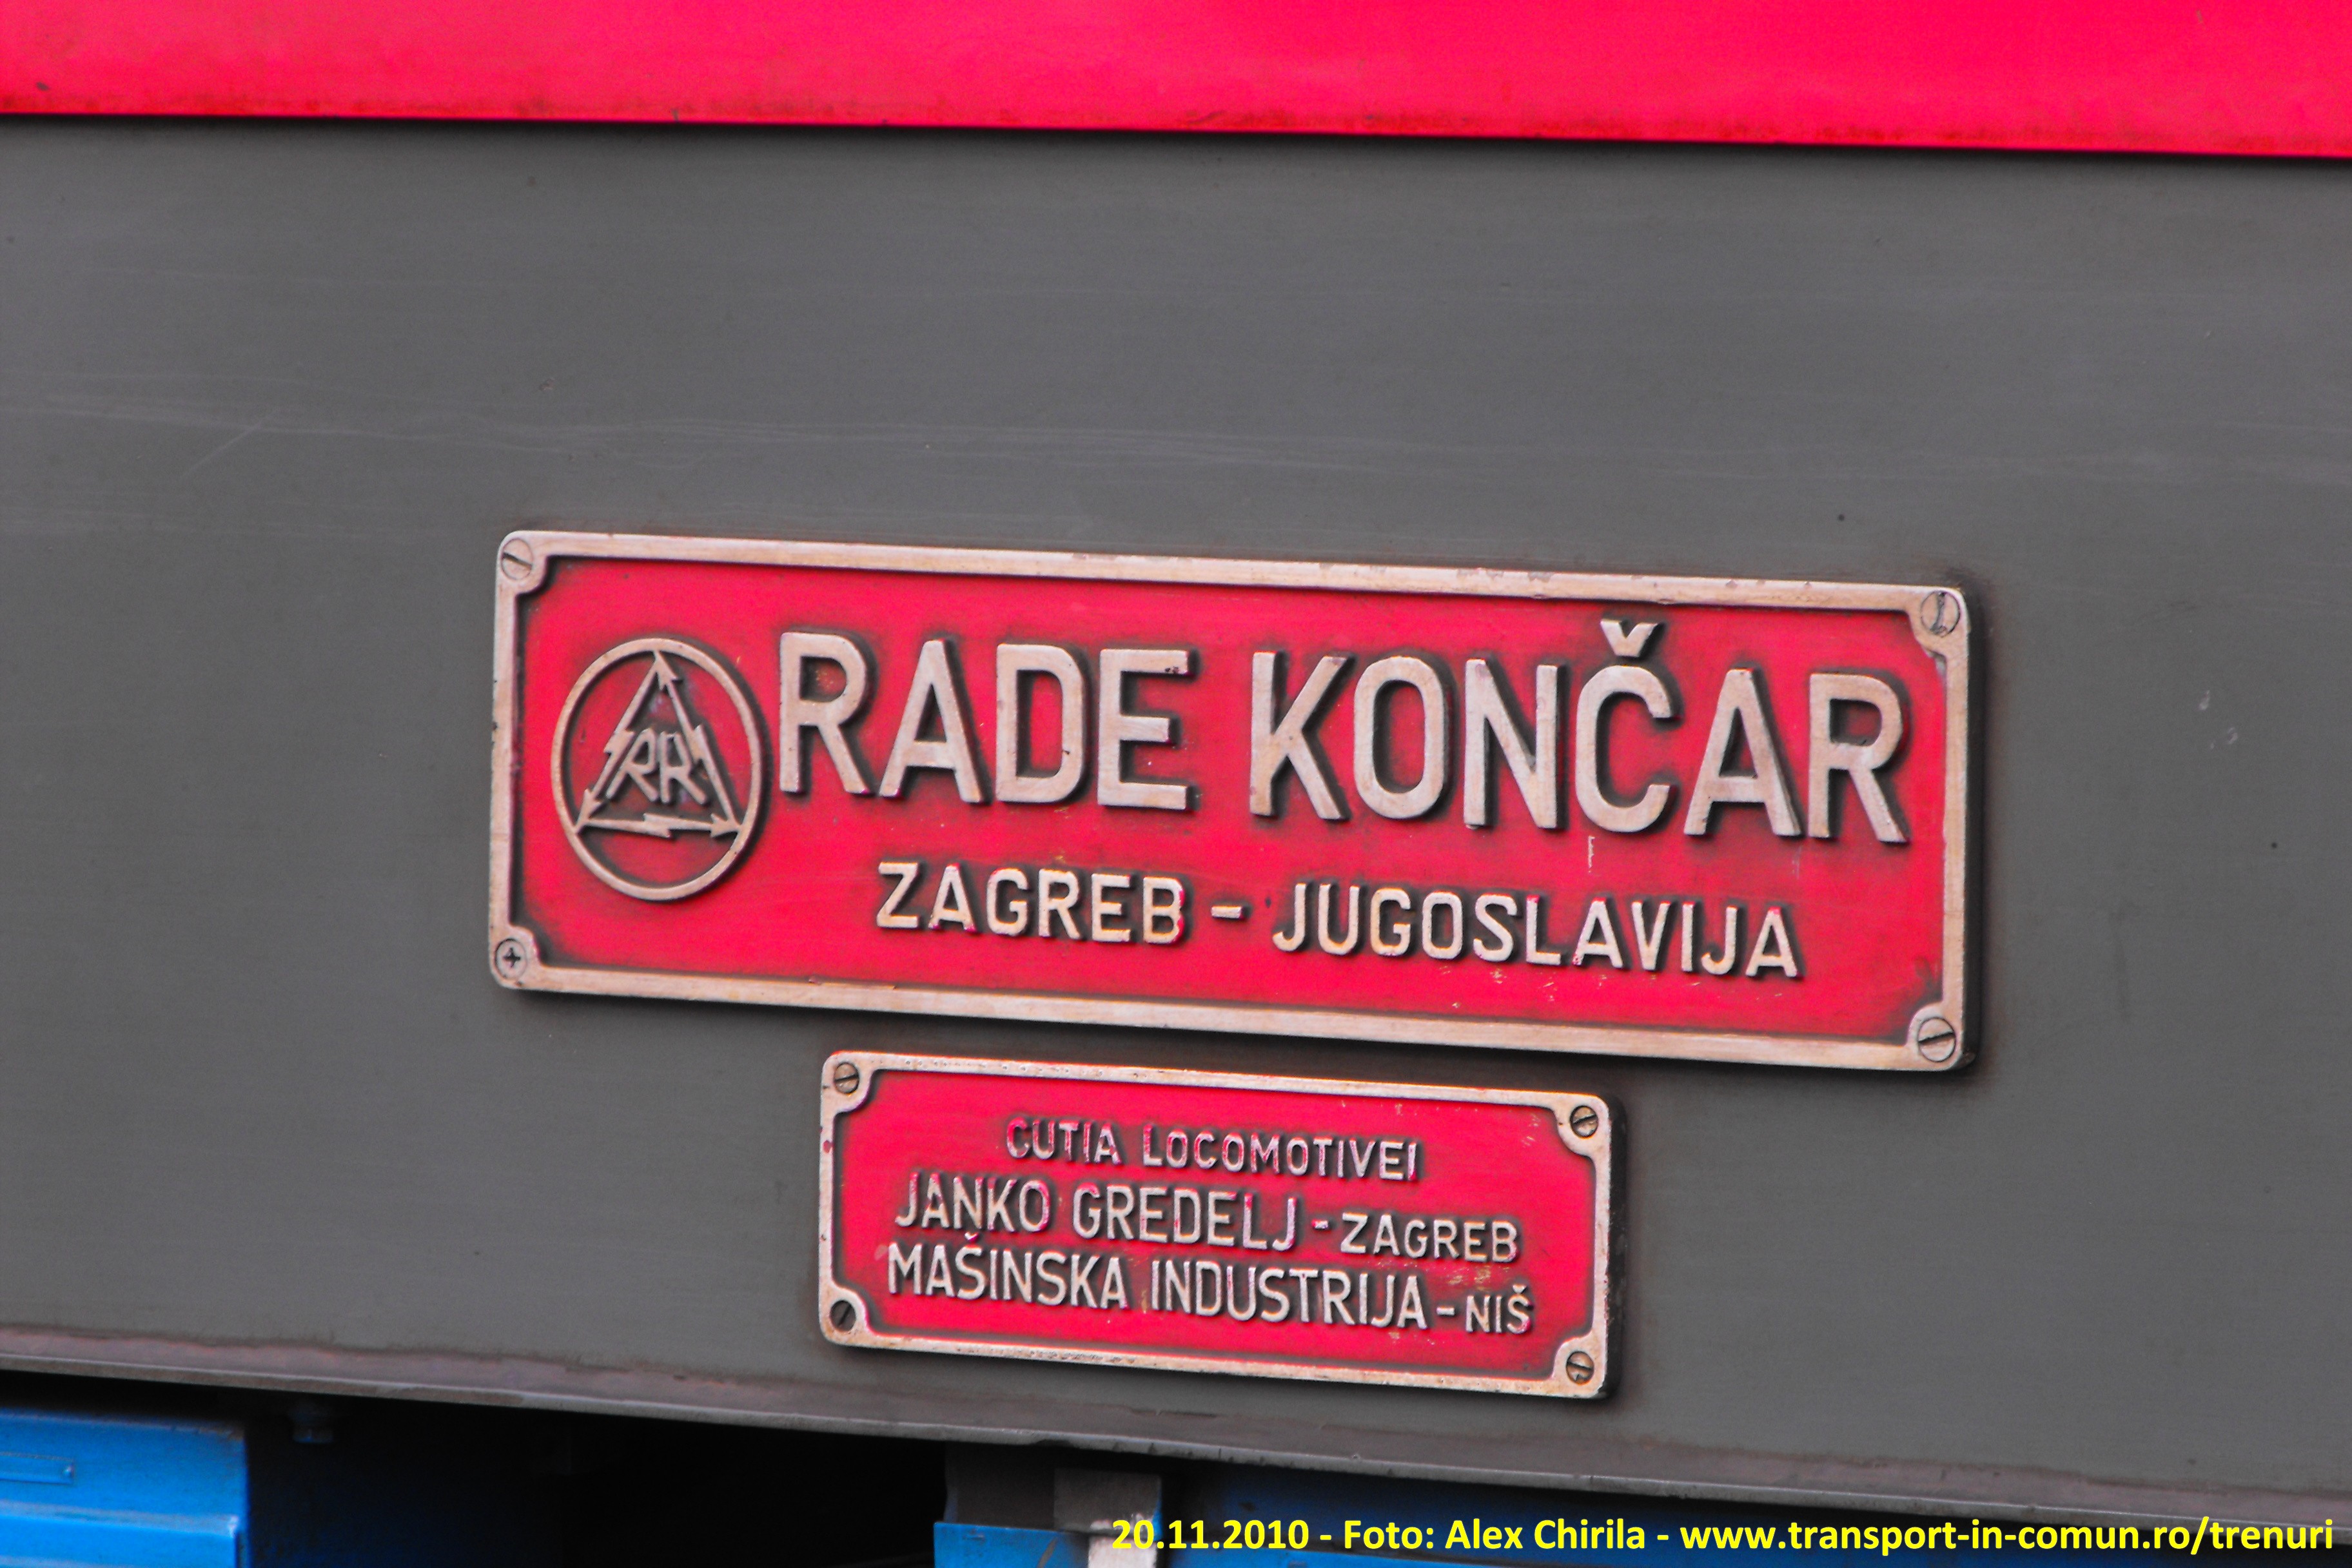 RADE KONČAR
RK
ZAGREB - JUGOSLAVIJA
CUTIA LOCOMOTIVEI
JANKO GREDELJ - ZAGREB
MAŠINSKA INDUSTRIJA - NIŠ
20.11.2010 - Foto: Alex Chirila - www.transport-in-comun.ro/trenuri